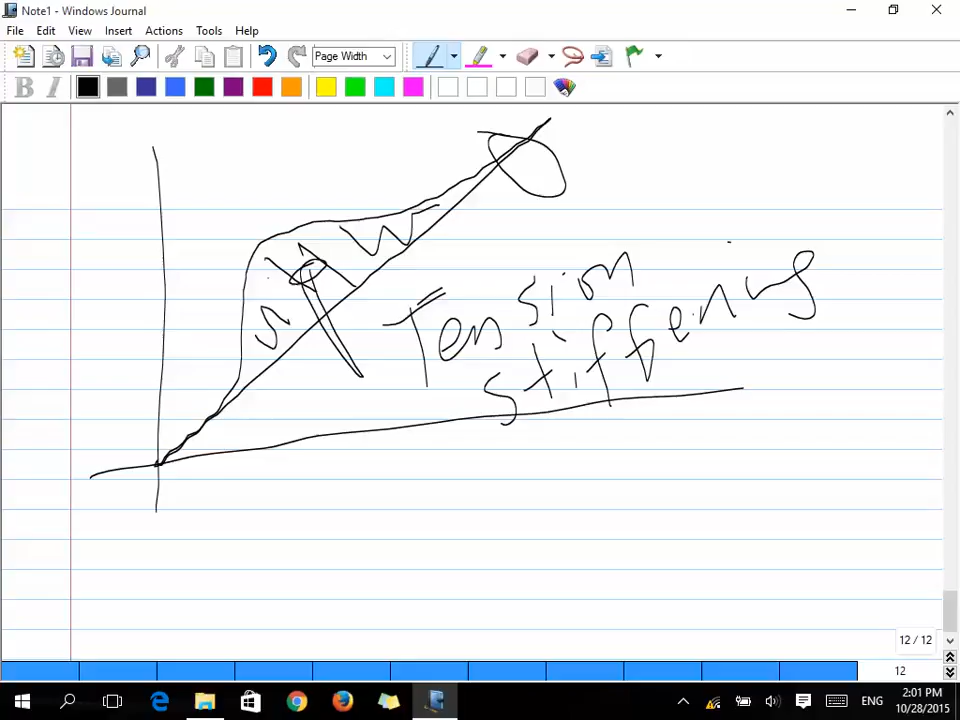 Note1 - Windows Journal
File Edit View Insert Actions Tools Help
Page Width
B I
Tension
stiffening
12 / 12
12
ENG
2:01 PM
10/28/2015